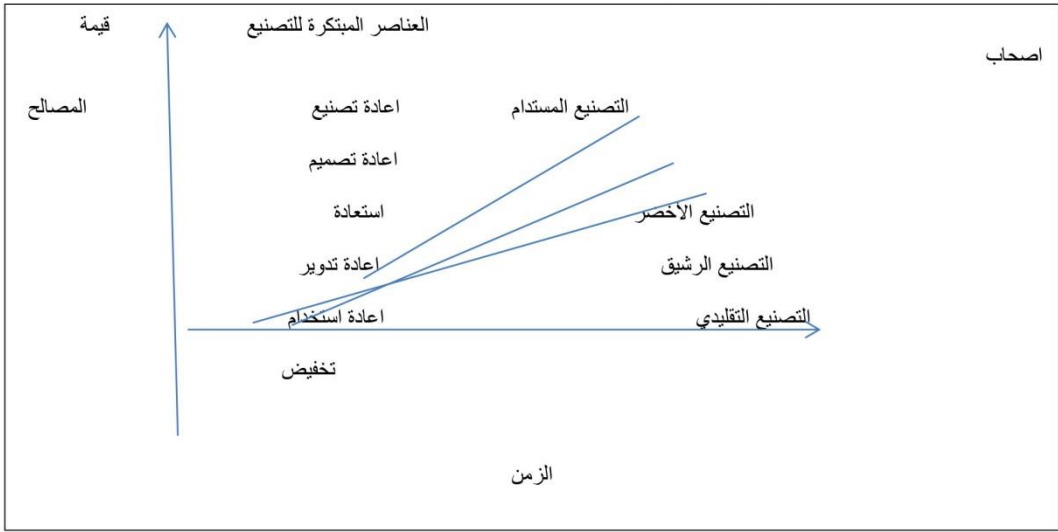 قيمة العناصر المبتكرة للتصنيع
اصحاب
المصالح اعادة تصنيع التصنيع المستدام
اعادة تصميم
استعادة التصنيع الأخضر
إعادة تدوير التصنيع الرشيق
اعادة استخدام التصنيع التقليدي
تخفيض
الزمن